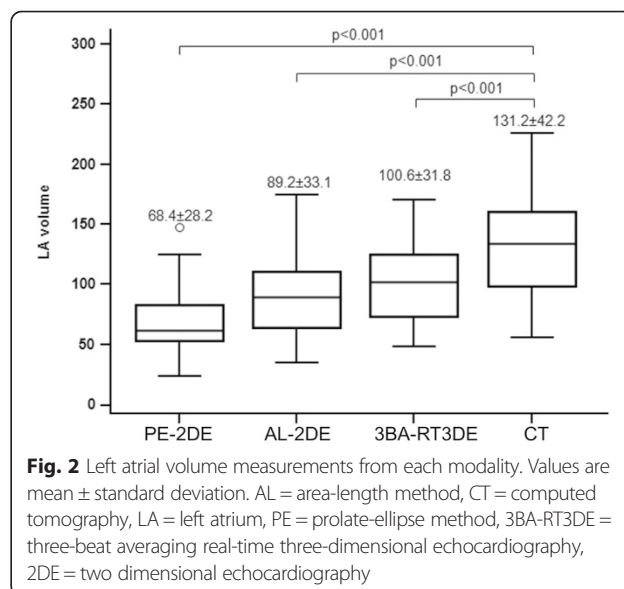 300
p<0.001
250
p<0.001
p<0.001
131.2±42.2
200
100.6±31.8
89.2±33.1
68.4±28.2
150
100
50
0
LA volume
PE-2DE AL-2DE 3BA-RT3DE CT
Fig. 2 Left atrial volume measurements from each modality. Values are
mean ± standard deviation. AL = area-length method, CT = computed
tomography, LA = left atrium, PE = prolate-ellipse method, 3BA-RT3DE =
three-beat averaging real-time three-dimensional echocardiography,
2DE = two dimensional echocardiography